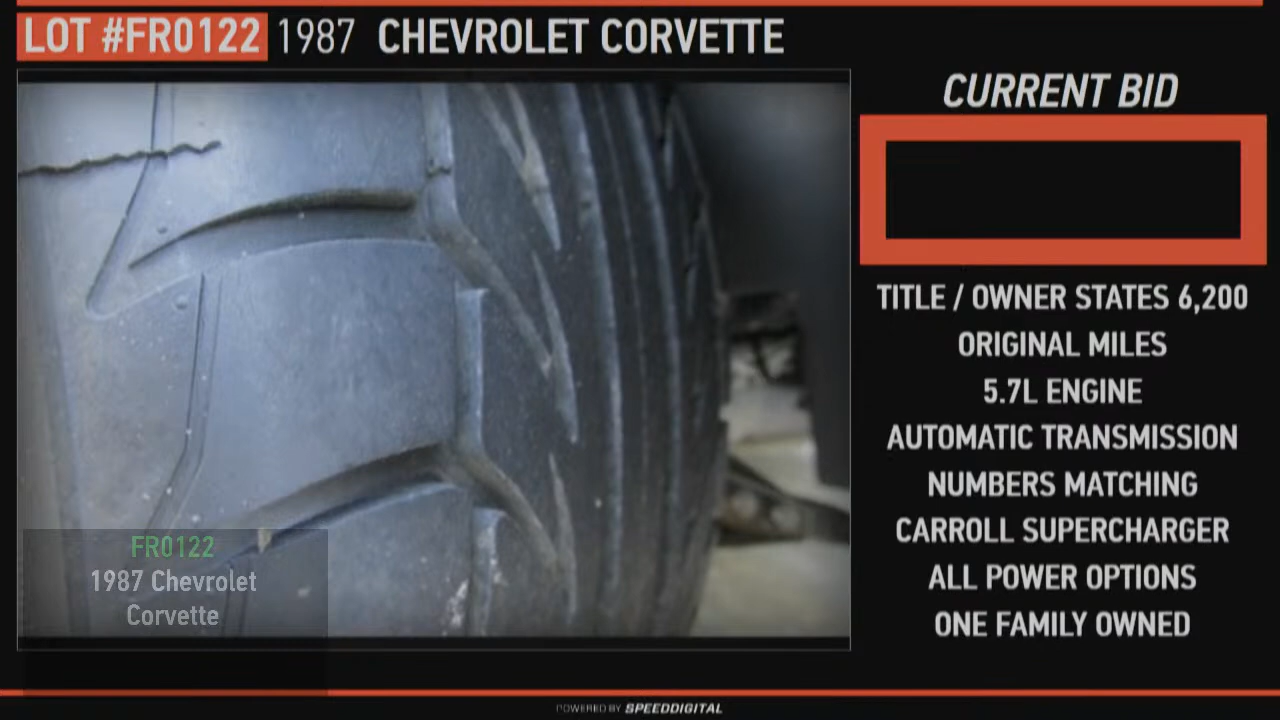 LOT #FR0122 1987 CHEVROLET CORVETTE
CURRENT BID
TITLE / OWNER STATES 6,200
ORIGINAL MILES
5.7L ENGINE
AUTOMATIC TRANSMISSION
NUMBERS MATCHING
CARROLL SUPERCHARGER
ALL POWER OPTIONS
ONE FAMILY OWNED
FR0122
1987 Chevrolet
Corvette
POWERED BY SPEEDDIGITAL